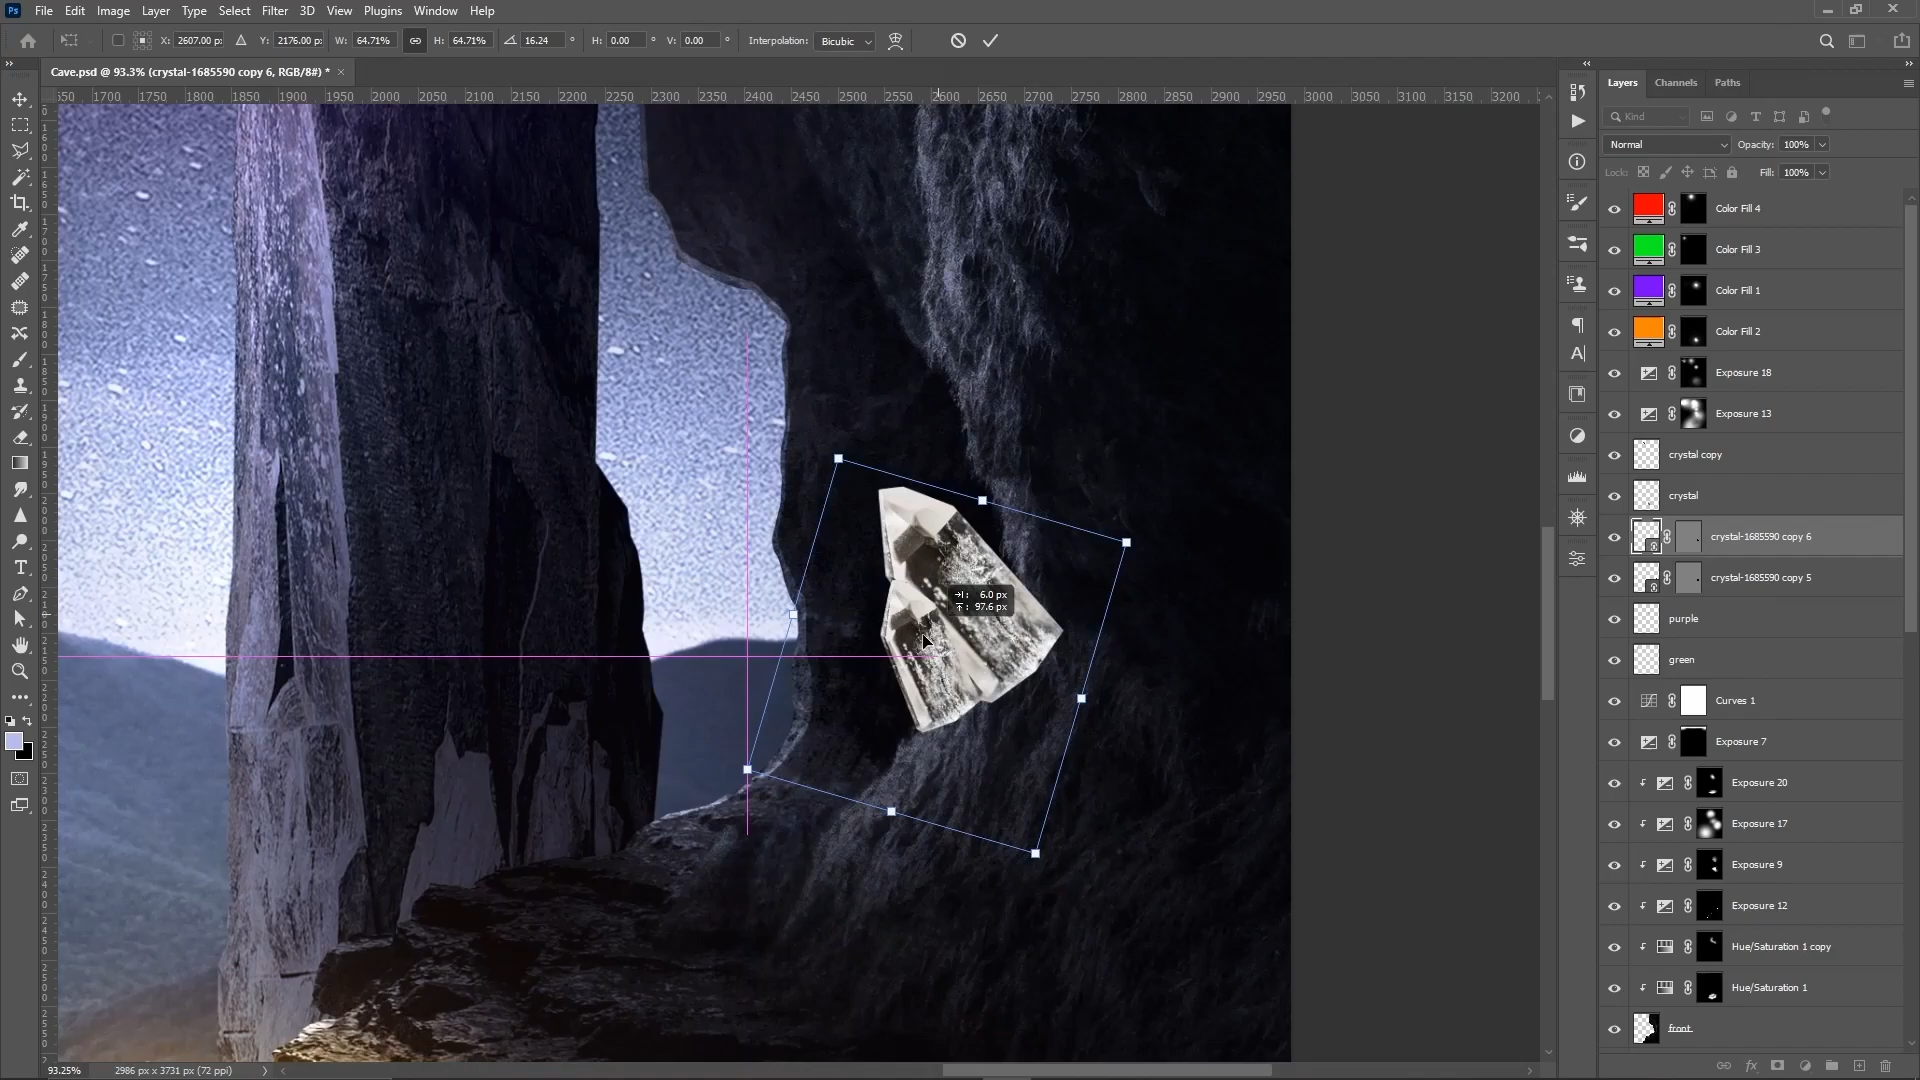 Ps File Edit Image Layer Type Select Filter 3D View Plugins Window Help
X: 2607.00 px Y: 2176.00 px W: 64.71% H: 64.71% 16.24 ° H: 0.00 ° V: 0.00 ° Interpolation: Bicubic
Cave.psd @ 93.3% (crystal-1685590 copy 6, RGB/8#) * ×
1700 1750 1800 1850 1900 1950 2000 2050 2100 2150 2200 2250 2300 2350 2400 2450 2500 2550 2600 2650 2700 2750 2800 2850 2900 2950 3000 3050 3100 3150 3200
Layers Channels Paths
Kind
Normal Opacity: 100%
Lock: Fill: 100%
Color Fill 4
Color Fill 3
Color Fill 1
Color Fill 2
Exposure 18
Exposure 13
crystal copy
crystal
crystal-1685590 copy 6
crystal-1685590 copy 5
purple
green
Curves 1
Exposure 7
Exposure 20
Exposure 17
Exposure 9
Exposure 12
Hue/Saturation 1 copy
Hue/Saturation 1
front
6.0 px
97.6 px
93.25% 2986 px x 3731 px (72 ppi)